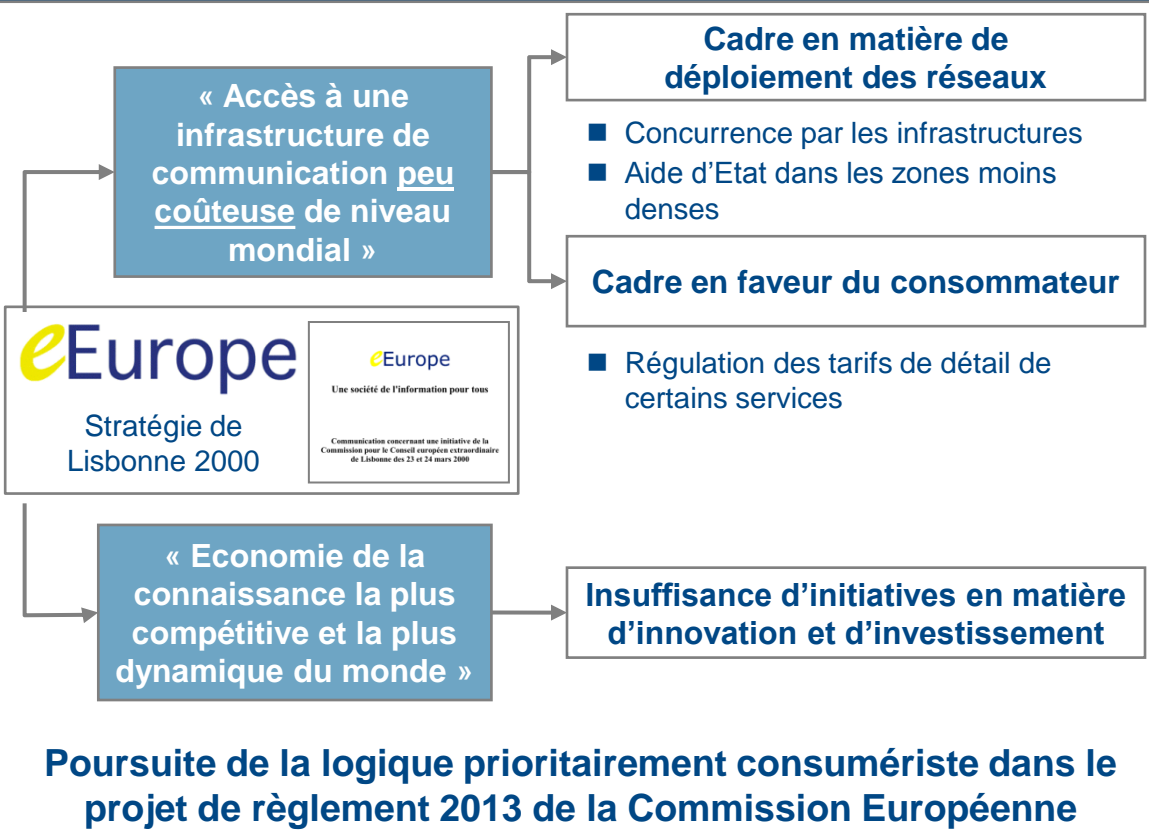 « Accès à une
infrastructure de
communication peu
coûteuse de niveau
mondial »
Cadre en matière de
déploiement des réseaux
■ Concurrence par les infrastructures
■ Aide d’Etat dans les zones moins
denses
Cadre en faveur du consommateur
■ Régulation des tarifs de détail de
certains services
eEurope
Stratégie de
Lisbonne 2000
eEurope
Une société de l'information pour tous
Communication concernant une initiative de la
Commission pour le Conseil européen extraordinaire
de Lisbonne des 23 et 24 mars 2000
« Economie de la
connaissance la plus
compétitive et la plus
dynamique du monde »
Insuffisance d’initiatives en matière
d’innovation et d’investissement
Poursuite de la logique prioritairement consumériste dans le
projet de règlement 2013 de la Commission Européenne